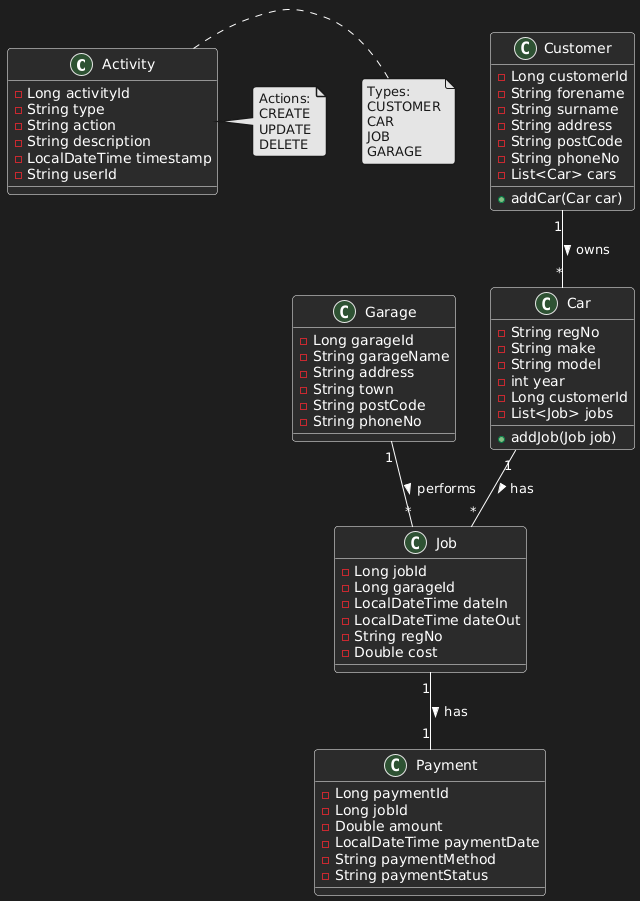 C Activity
Long activityId
String type
String action
String description
LocalDateTime timestamp
String userId
Actions:
CREATE
UPDATE
DELETE
Types:
CUSTOMER
CAR
JOB
GARAGE
C Customer
Long customerId
String forename
String surname
String address
String postCode
String phoneNo
List<Car> cars
addCar(Car car)
1
owns
*
C Garage
Long garageId
String garageName
String address
String town
String postCode
String phoneNo
C Car
String regNo
String make
String model
int year
Long customerId
List<Job> jobs
addJob(Job job)
1
performs
*
1
has
*
C Job
Long jobId
Long garageId
LocalDateTime dateIn
LocalDateTime dateOut
String regNo
Double cost
1
has
1
C Payment
Long paymentId
Long jobId
Double amount
LocalDateTime paymentDate
String paymentMethod
String paymentStatus